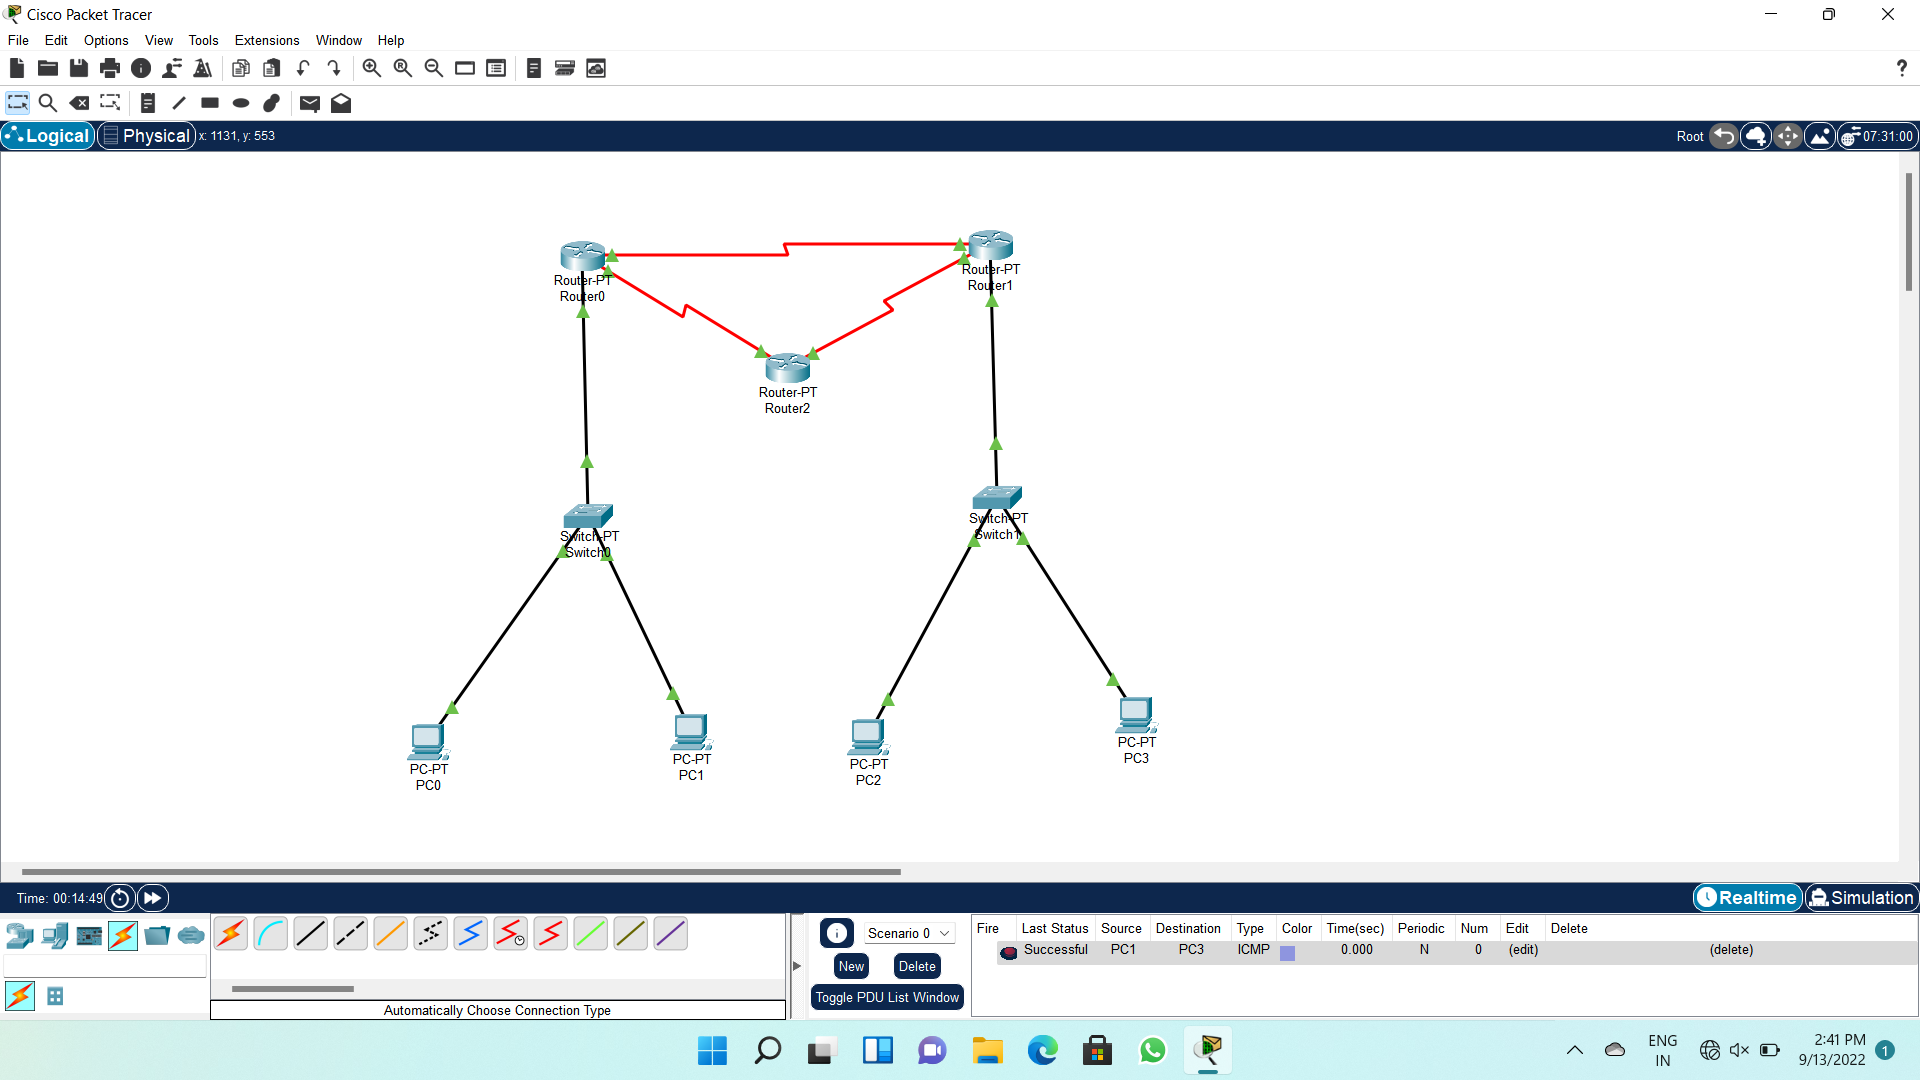 Cisco Packet Tracer
File Edit Options View Tools Extensions Window Help
Logical Physical x: 1131, y: 553 Root 07:31:00
Router-PT
Router0
Router-PT
Router1
Router-PT
Router2
Switch-PT
Switch0
Switch-PT
Switch1
PC-PT
PC0
PC-PT
PC1
PC-PT
PC2
PC-PT
PC3
Time: 00:14:49 Realtime Simulation
Scenario 0
New Delete
Toggle PDU List Window
Fire Last Status Source Destination Type Color Time(sec) Periodic Num Edit Delete
Successful PC1 PC3 ICMP 0.000 N 0 (edit) (delete)
Automatically Choose Connection Type
ENG
IN
2:41 PM
9/13/2022
1